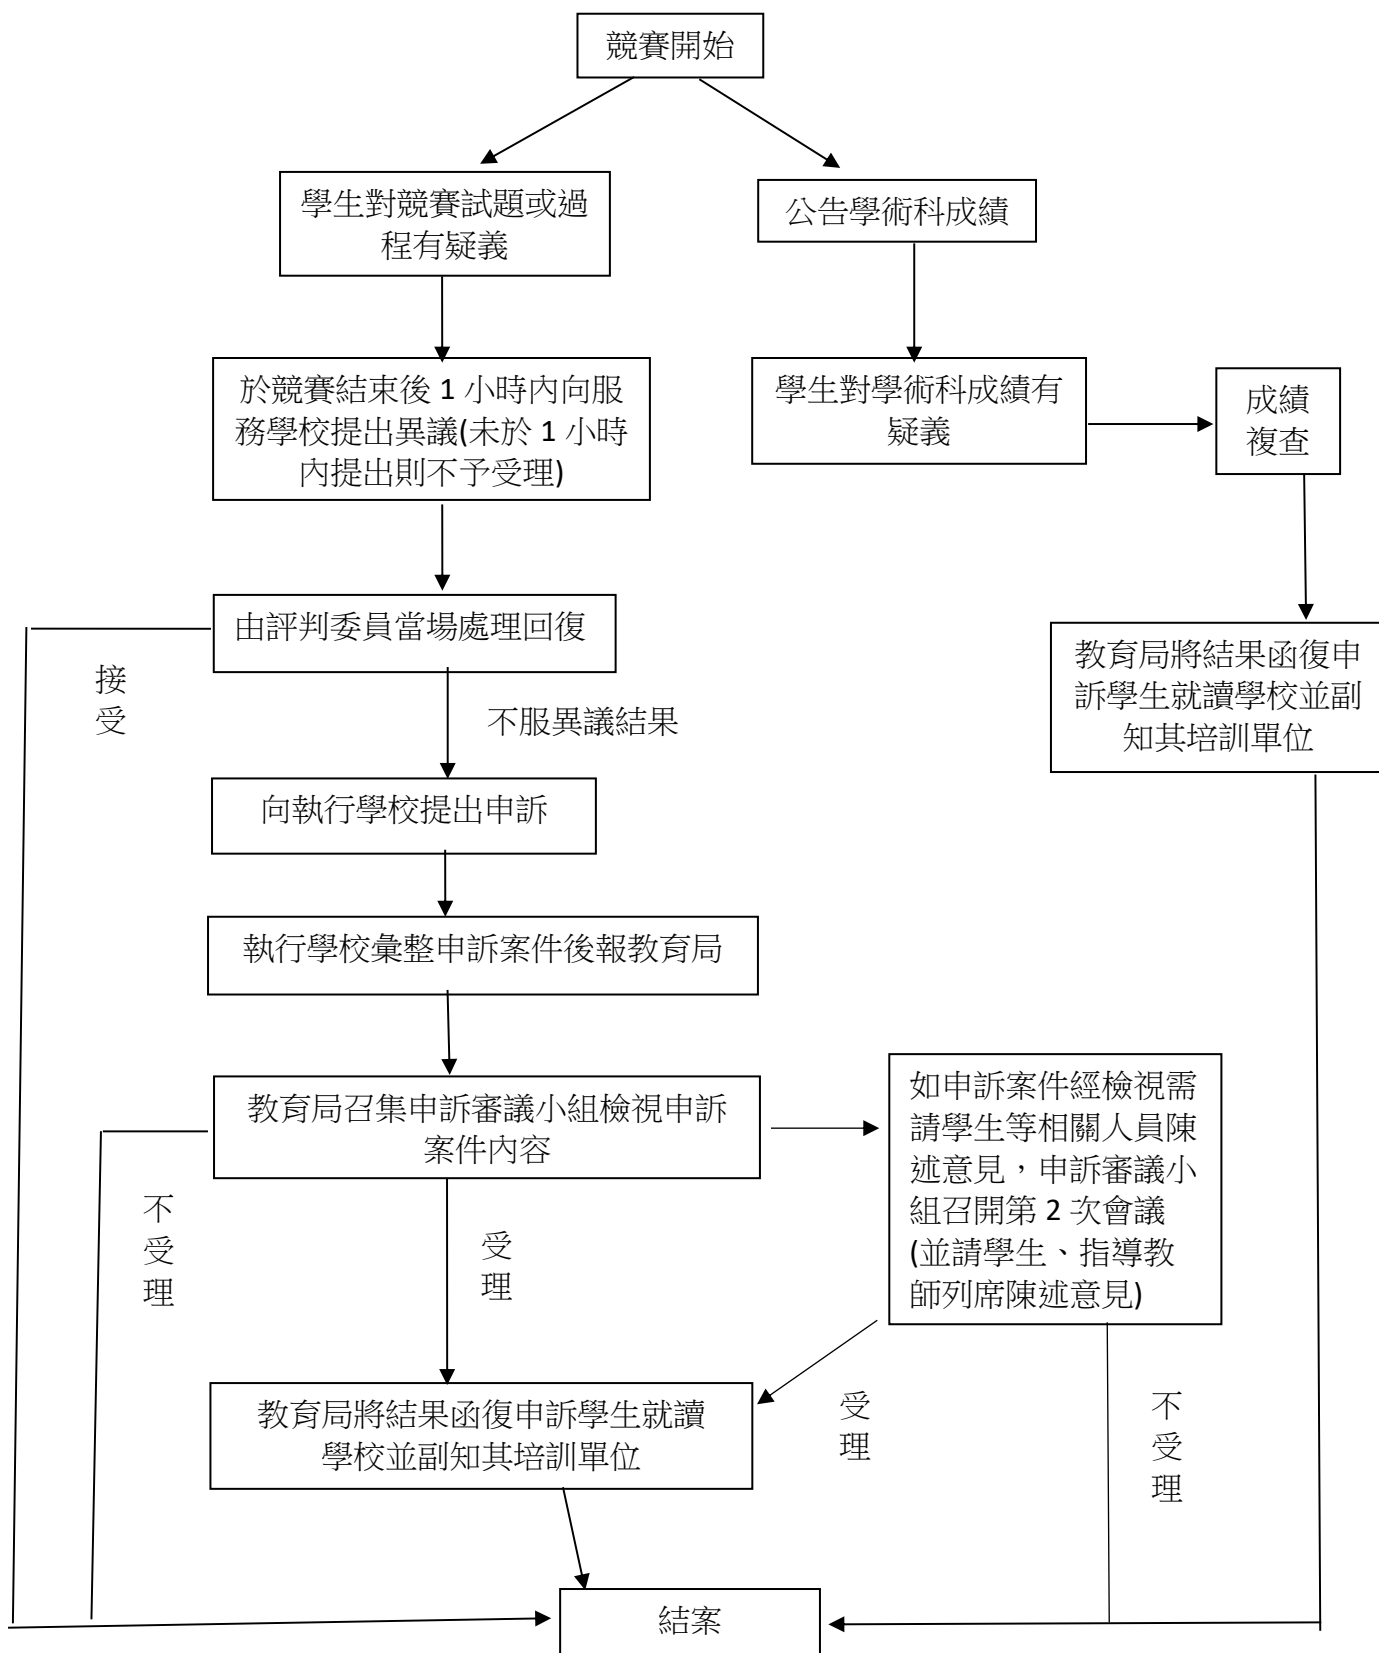 競賽開始
學生對競賽試題或過
程有疑義
公告學術科成績
於競賽結束後 1 小時內向服
務學校提出異議(未於 1 小時
內提出則不予受理)
學生對學術科成績有
疑義
成績
複查
由評判委員當場處理回復
接
受
不服異議結果
教育局將結果函復申
訴學生就讀學校並副
知其培訓單位
向執行學校提出申訴
執行學校彙整申訴案件後報教育局
教育局召集申訴審議小組檢視申訴
案件內容
如申訴案件經檢視需
請學生等相關人員陳
述意見，申訴審議小
組召開第 2 次會議
(並請學生、指導教
師列席陳述意見)
不
受
理
受
理
教育局將結果函復申訴學生就讀
學校並副知其培訓單位
受
理
不
受
理
結案